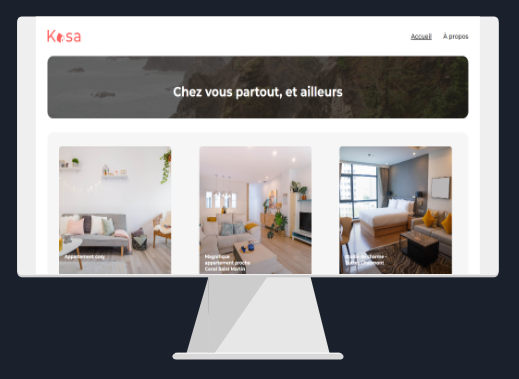 Kasa
Accueil
À propos
Chez vous partout, et ailleurs
Appartement cosy
Magnifique
appartement proche
Canal Saint Martin
Studio de charme -
Buttes Chaumont